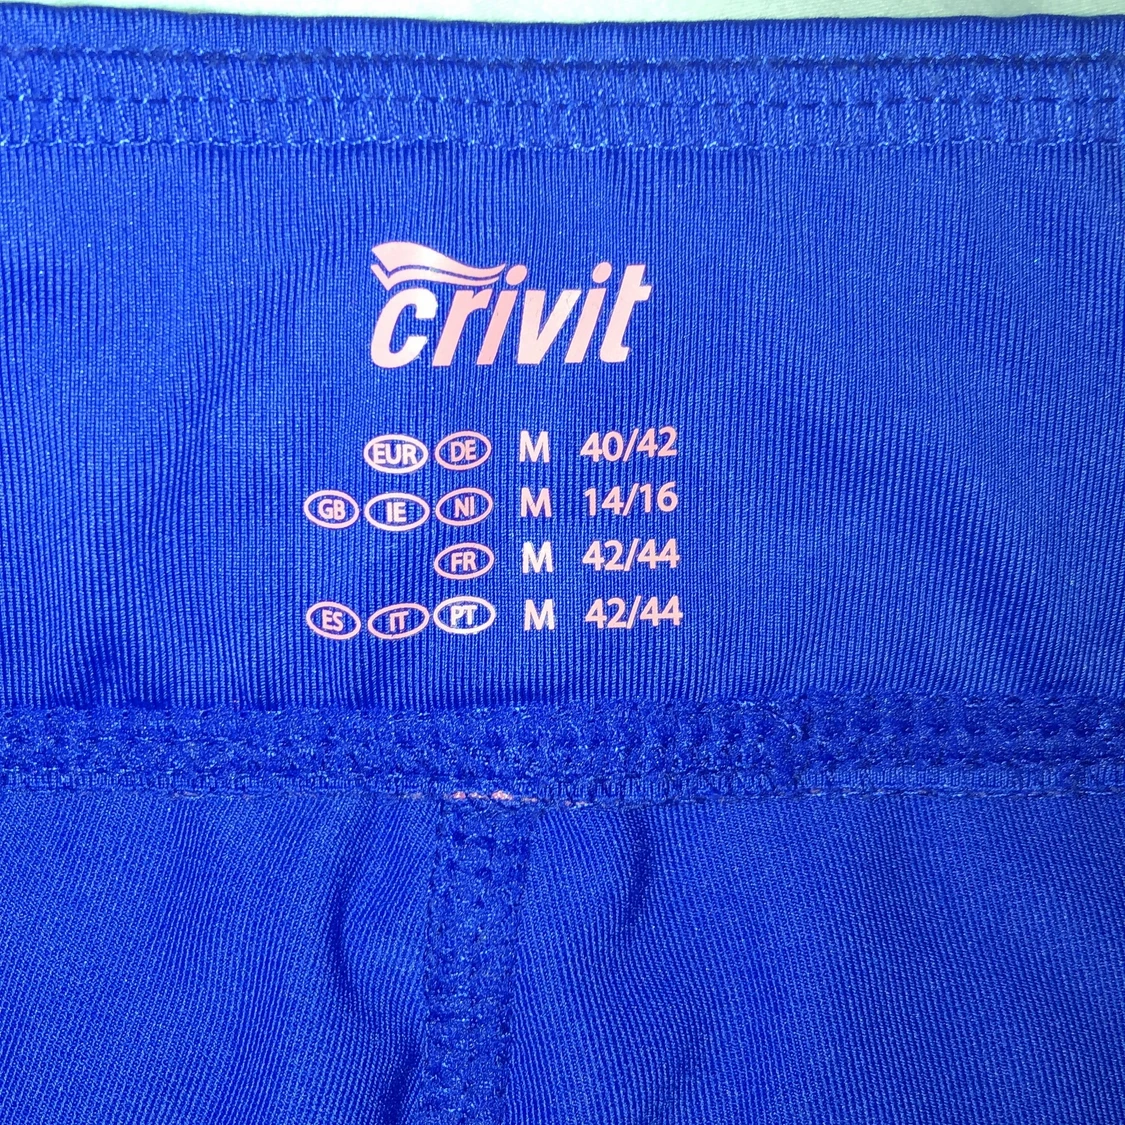 crivit
EUR DE M 40/42
GB IE NI M 14/16
FR M 42/44
ES IT PT M 42/44